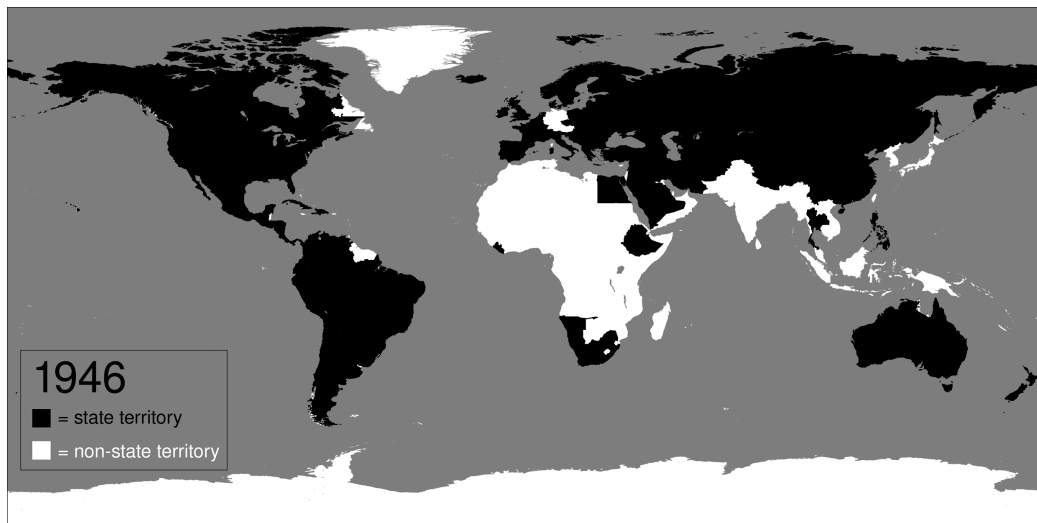 1946
= state territory
= non-state territory